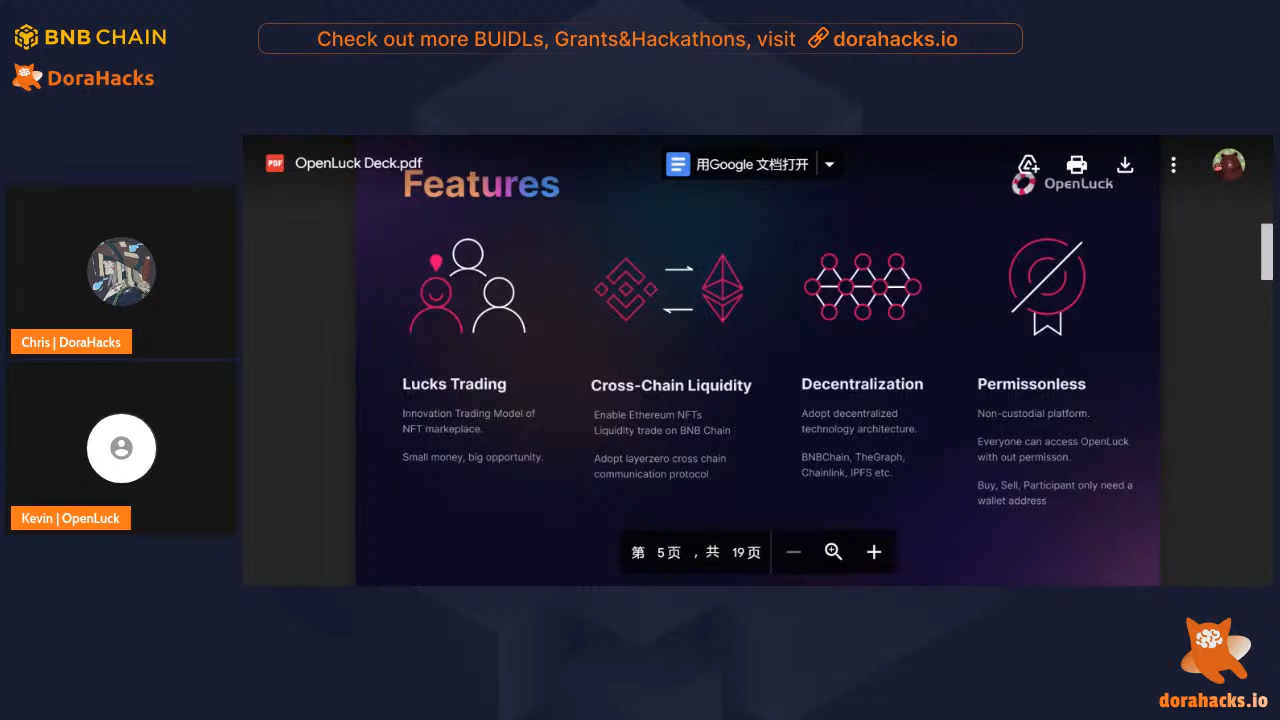 BNB CHAIN
DoraHacks
Check out more BUIDLs, Grants&Hackathons, visit dorahacks.io
PDF
OpenLuck Deck.pdf
用Google 文档打开
Features
OpenLuck
Lucks Trading
Innovation Trading Model of
NFT markeplace.
Small money, big opportunity.
Cross-Chain Liquidity
Enable Ethereum NFTs
Liquidity trade on BNB Chain
Adopt layerzero cross chain
communication protocol
Decentralization
Adopt decentralized
technology architecture.
BNBChain, TheGraph,
Chainlink, IPFS etc.
Permissonless
Non-custodial platform.
Everyone can access OpenLuck
with out permisson.
Buy, Sell, Participant only need a
wallet address
第 5 页 , 共 19 页
Chris | DoraHacks
Kevin | OpenLuck
dorahacks.io